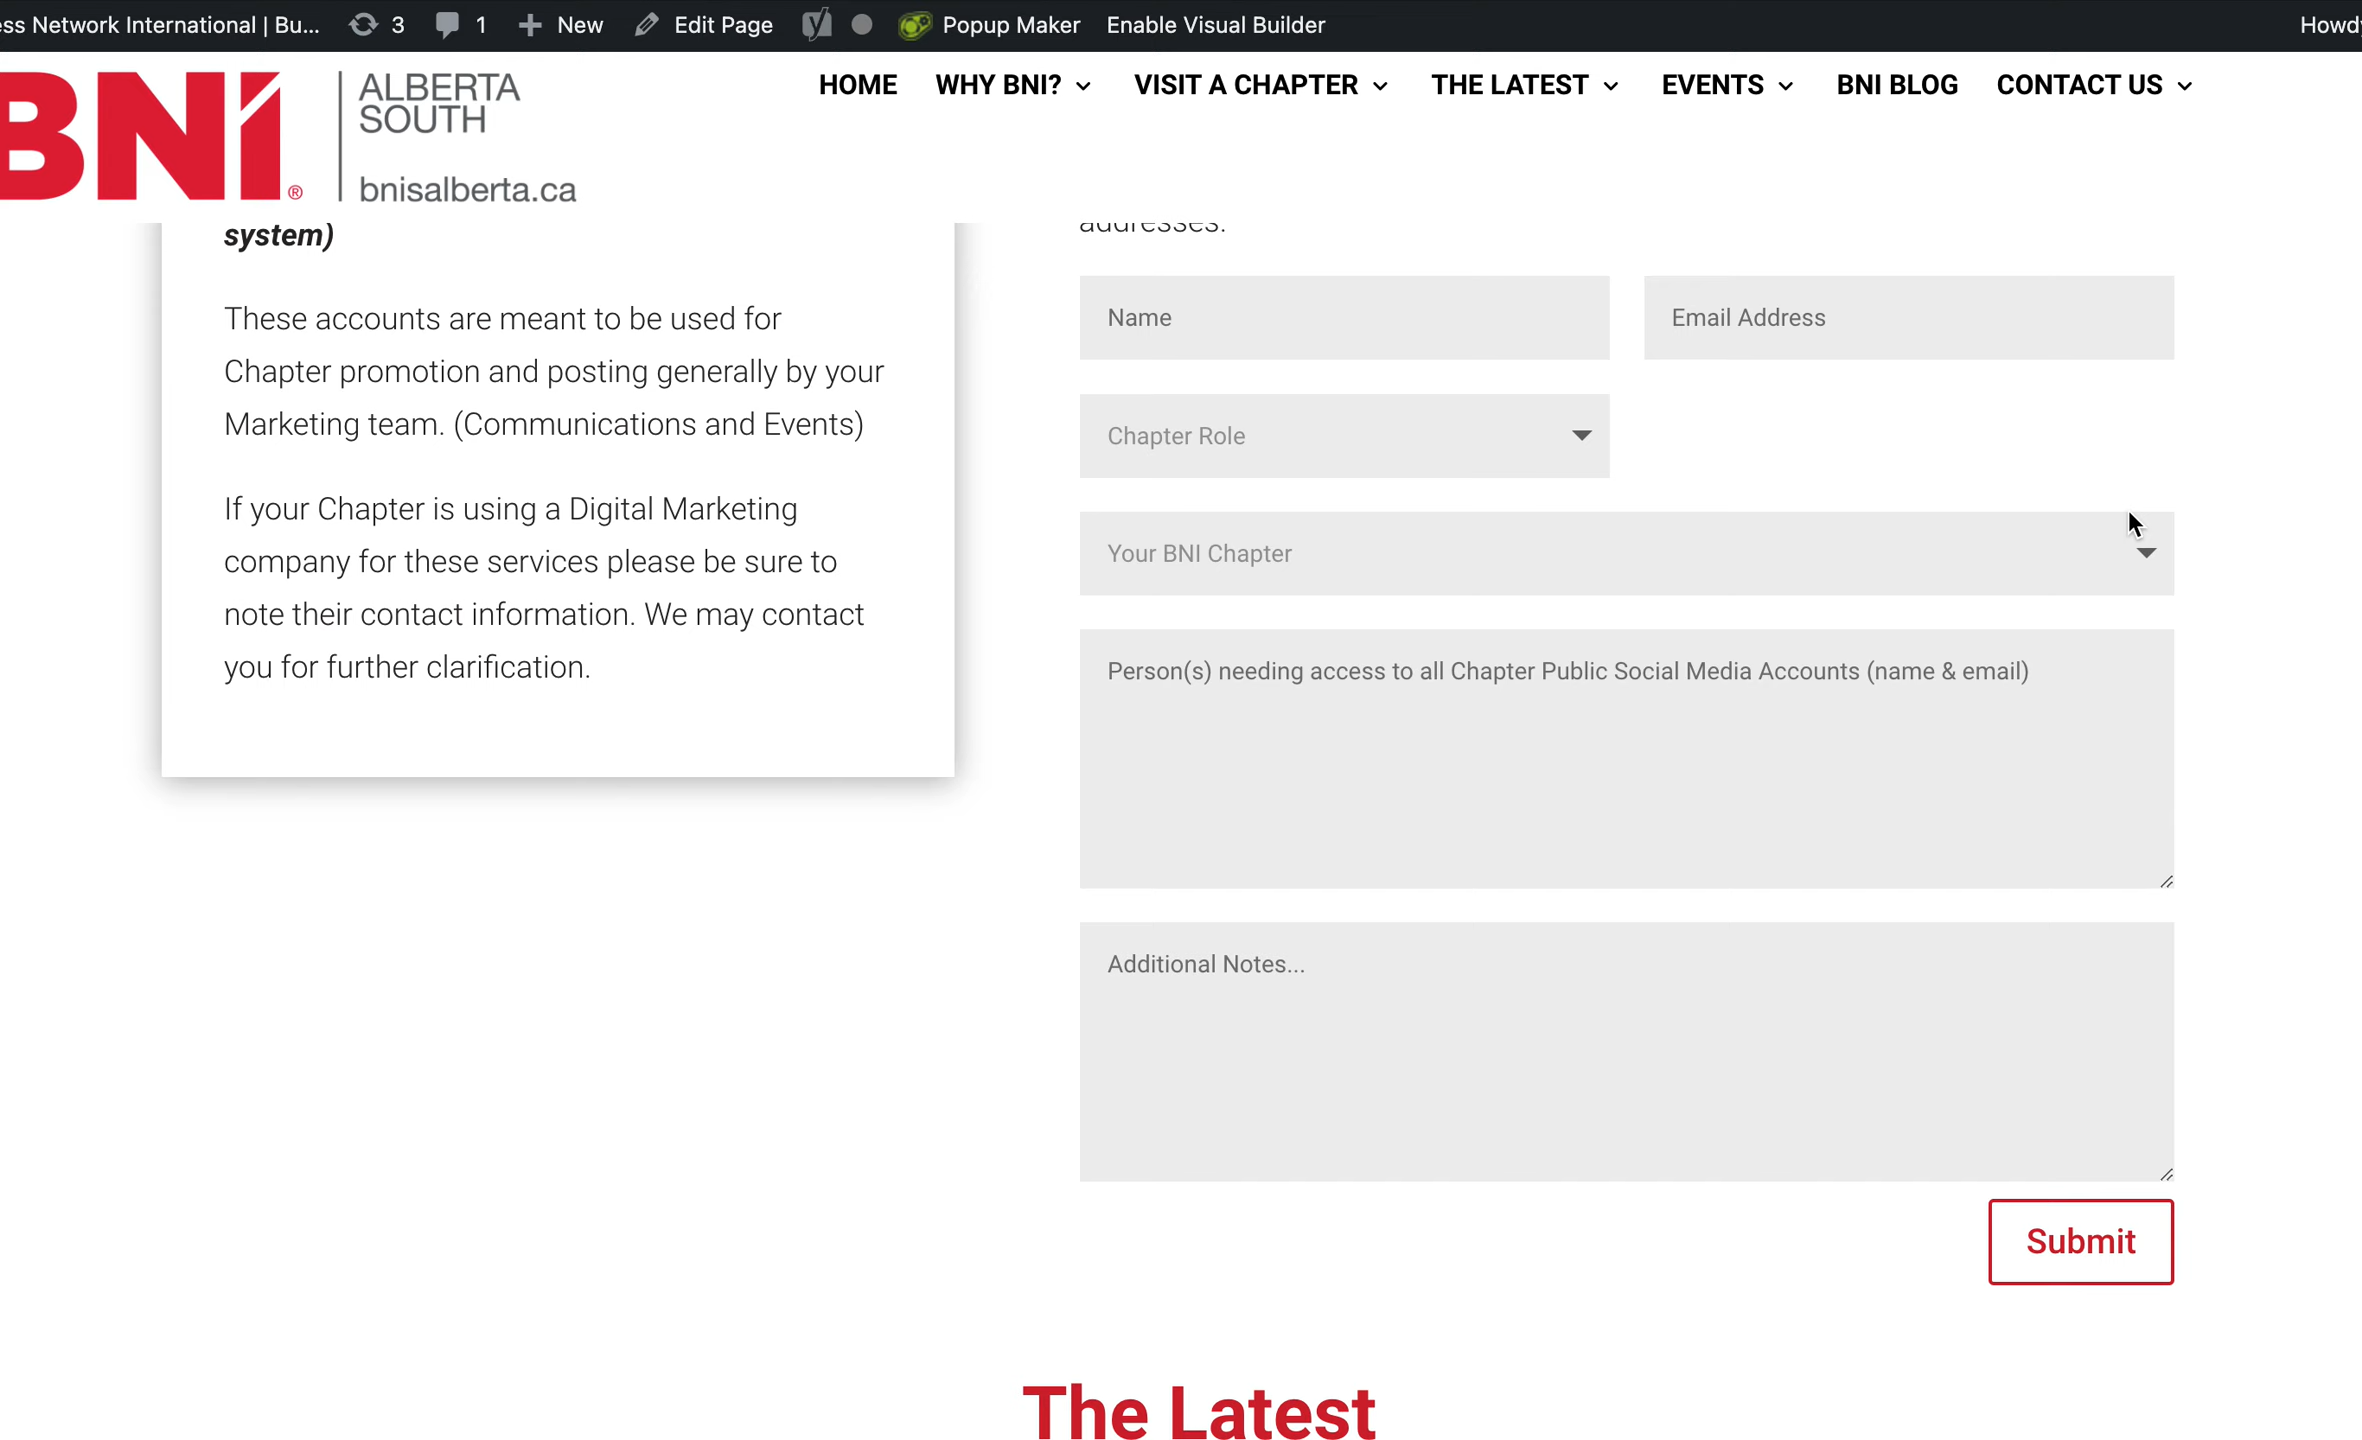 ess Network International | Bu... 3 1 New Edit Page Popup Maker Enable Visual Builder Howdy
BNI® ALBERTA SOUTH bnisalberta.ca
HOME WHY BNI? VISIT A CHAPTER THE LATEST EVENTS BNI BLOG CONTACT US
system)
These accounts are meant to be used for
Chapter promotion and posting generally by your
Marketing team. (Communications and Events)
If your Chapter is using a Digital Marketing
company for these services please be sure to
note their contact information. We may contact
you for further clarification.
addresses.
Name Email Address
Chapter Role
Your BNI Chapter
Person(s) needing access to all Chapter Public Social Media Accounts (name & email)
Additional Notes...
Submit
The Latest